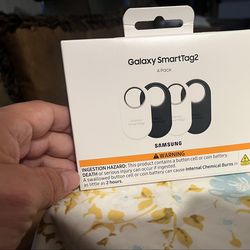 Galaxy SmartTag2
4 Pack
SAMSUNG
WARNING
INGESTION HAZARD: This product contains a button cell or coin battery.
DEATH or serious injury can occur if ingested.
A swallowed button cell or coin battery can cause Internal Chemical Burns in
as little as 2 hours.